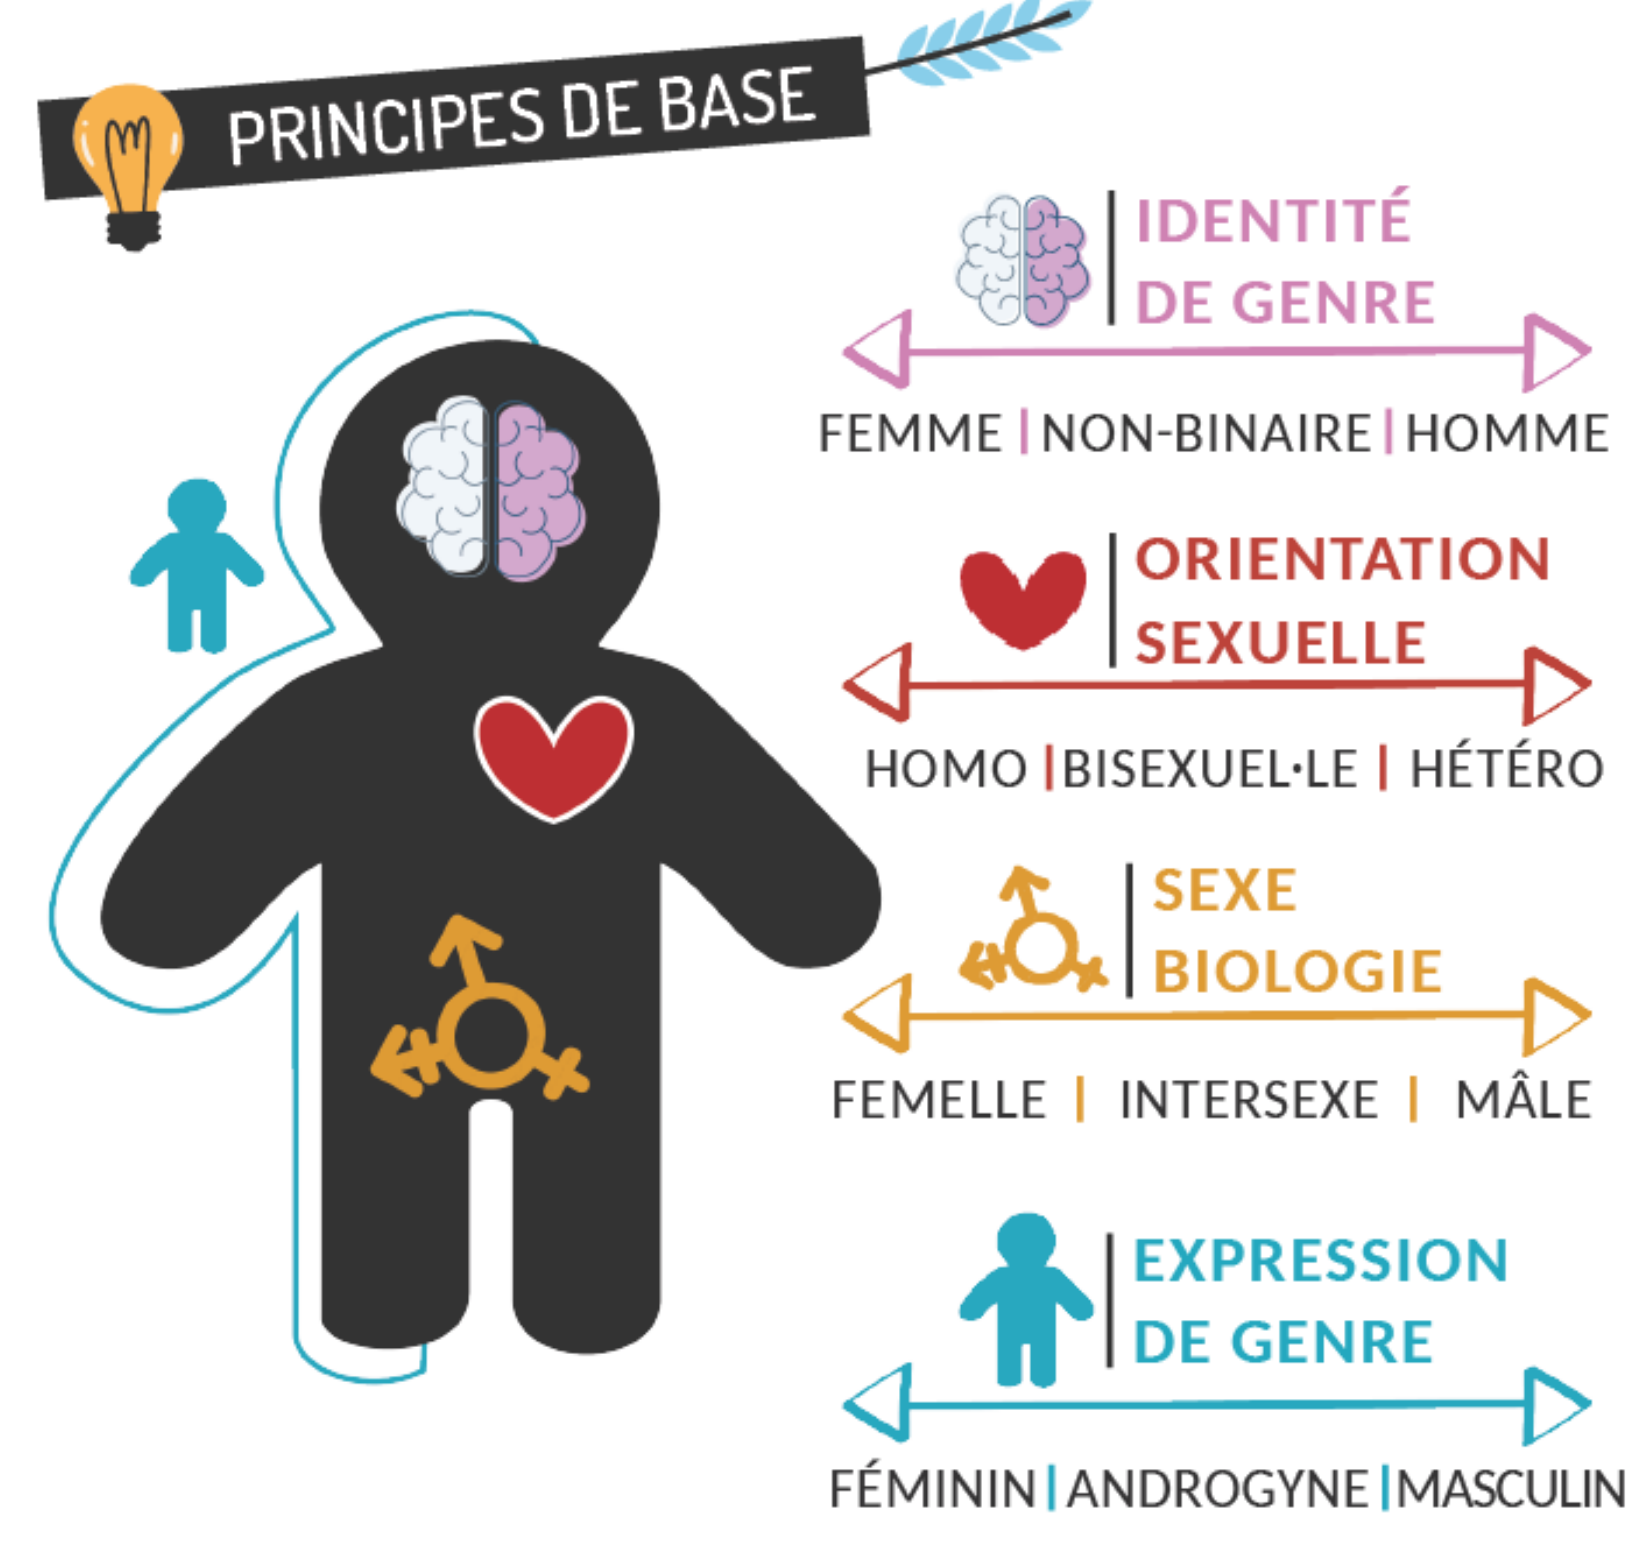 PRINCIPES DE BASE
IDENTITÉ
DE GENRE
FEMME | NON-BINAIRE | HOMME
ORIENTATION
SEXUELLE
HOMO | BISEXUEL·LE | HÉTÉRO
SEXE
BIOLOGIE
FEMELLE | INTERSEXE | MÂLE
EXPRESSION
DE GENRE
FÉMININ | ANDROGYNE | MASCULIN